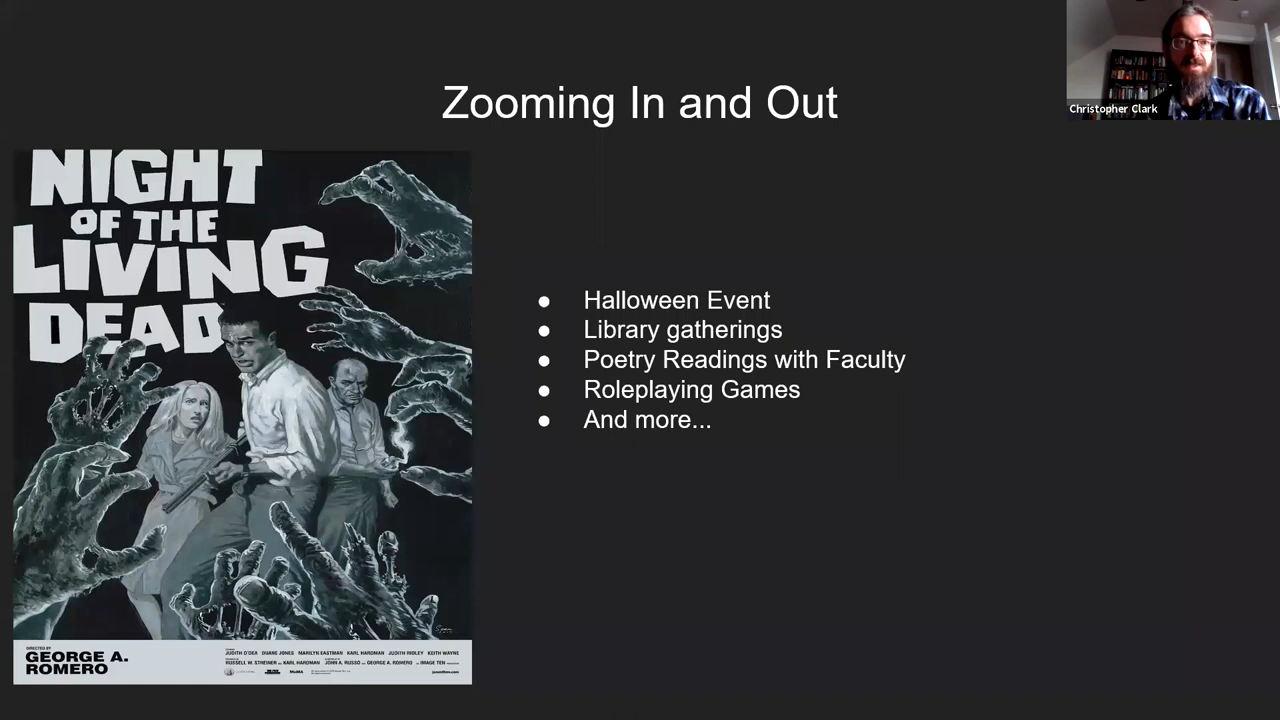 Zooming In and Out
Christopher Clark
NIGHT
OF THE
LIVING
DEAD
● Halloween Event
● Library gatherings
● Poetry Readings with Faculty
● Roleplaying Games
● And more...
DIRECTED BY
GEORGE A.
ROMERO
JUDITH O'DEA DUANE JONES MARILYN EASTMAN KARL HARDMAN JUDITH RIDLEY KEITH WAYNE
RUSSELL W. STREINER KARL HARDMAN JOHN A. RUSSO GEORGE A. ROMERO IMAGE TEN
MoMA